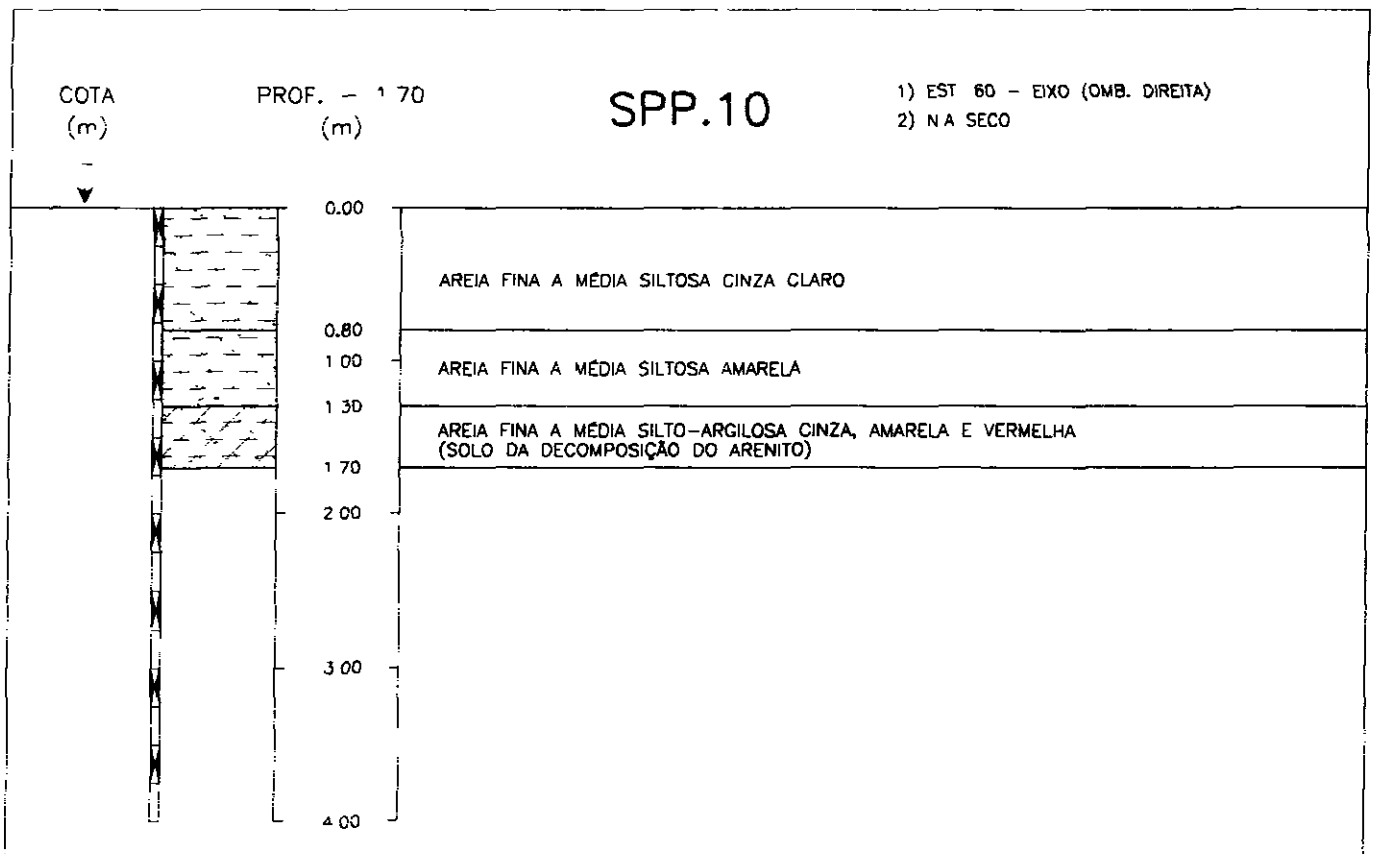 COTA
(m)
-
PROF. - 1 70
(m)
SPP.10
1) EST 60 - EIXO (OMB. DIREITA)
2) N A SECO
0.00
AREIA FINA A MÉDIA SILTOSA CINZA CLARO
0.80
1 00
AREIA FINA A MÉDIA SILTOSA AMARELA
1 30
AREIA FINA A MÉDIA SILTO-ARGILOSA CINZA, AMARELA E VERMELHA
(SOLO DA DECOMPOSIÇÃO DO ARENITO)
1 70
2 00
3 00
4 00